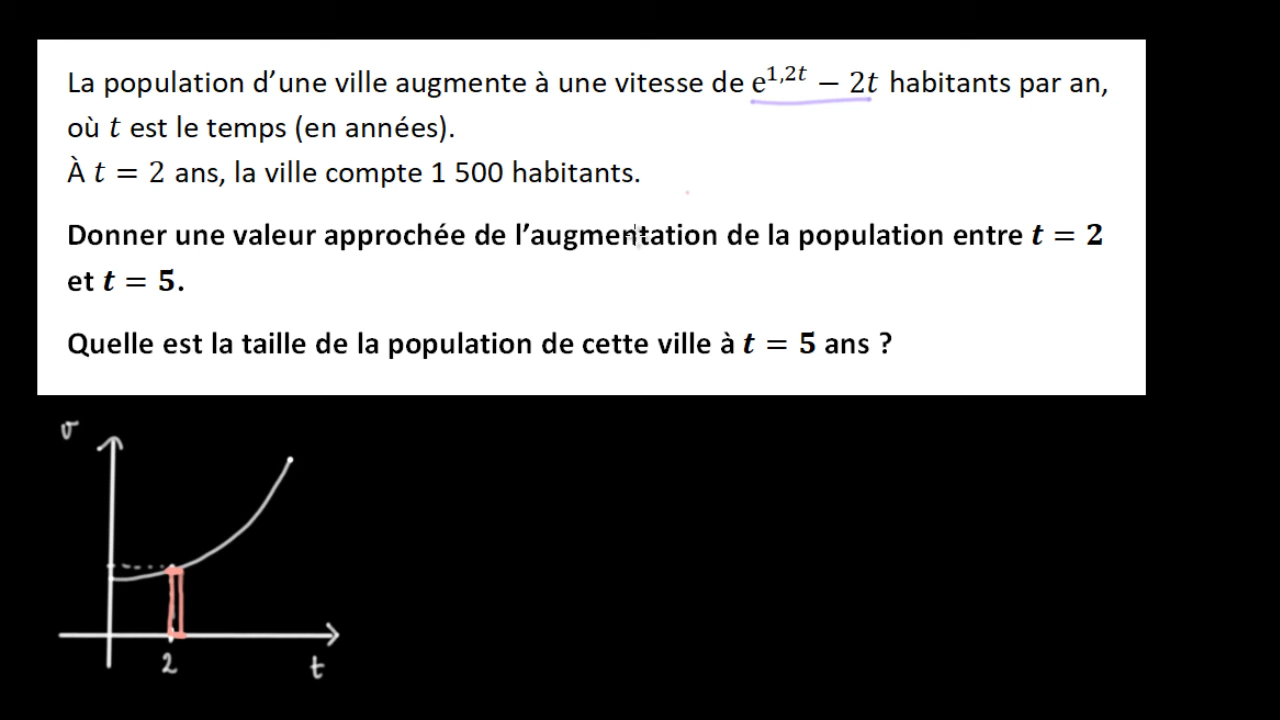 La population d’une ville augmente à une vitesse de e^{1,2t} − 2t habitants par an,
où t est le temps (en années).
À t = 2 ans, la ville compte 1 500 habitants.
Donner une valeur approchée de l’augmentation de la population entre t = 2
et t = 5.
Quelle est la taille de la population de cette ville à t = 5 ans ?
v
2
t